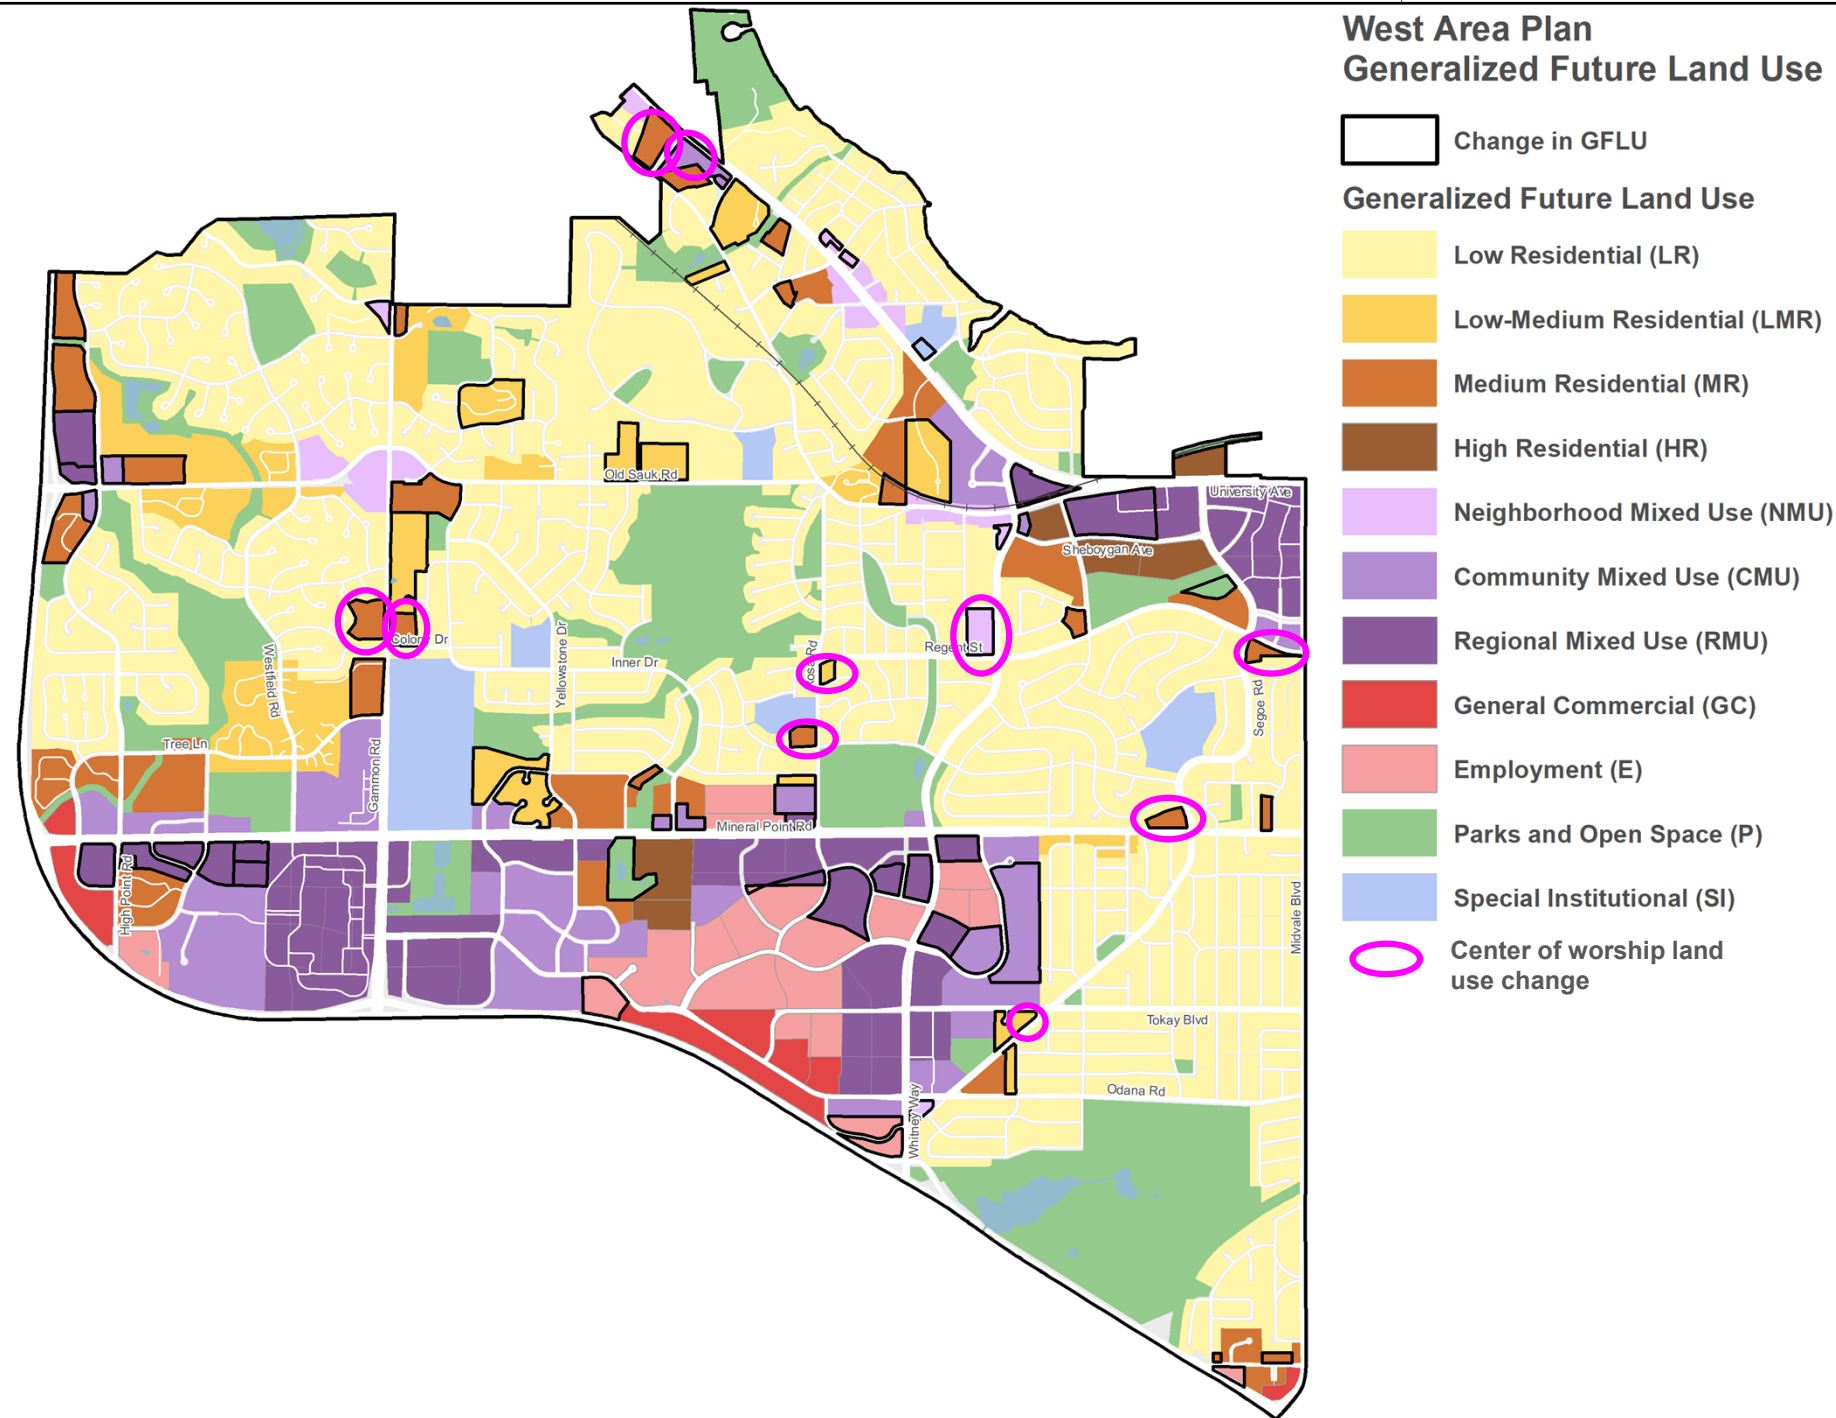 West Area Plan
Generalized Future Land Use
Change in GFLU
Generalized Future Land Use
Low Residential (LR)
Low-Medium Residential (LMR)
Medium Residential (MR)
High Residential (HR)
Neighborhood Mixed Use (NMU)
Community Mixed Use (CMU)
Regional Mixed Use (RMU)
General Commercial (GC)
Employment (E)
Parks and Open Space (P)
Special Institutional (SI)
Center of worship land
use change
Old Sauk Rd
University Ave
Sheboygan Ave
Colony Dr
Regent St
Inner Dr
Yellowstone Dr
Rosa Rd
Westfield Rd
Segoe Rd
Tree Ln
Gammon Rd
Mineral Point Rd
High Point Rd
Midvale Blvd
Tokay Blvd
Odana Rd
Whitney Way